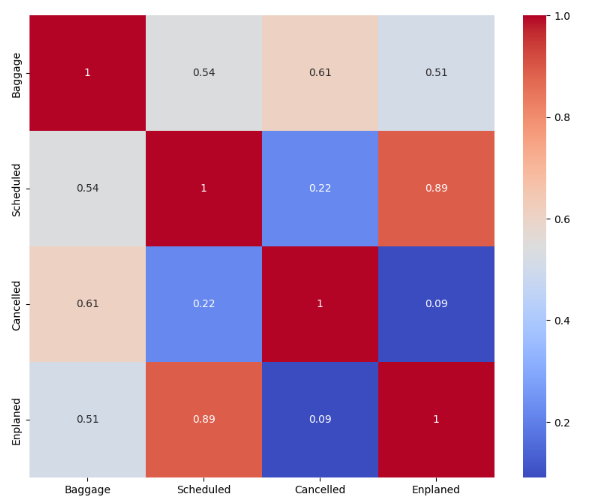 Baggage 1 0.54 0.61 0.51
Scheduled 0.54 1 0.22 0.89
Cancelled 0.61 0.22 1 0.09
Enplaned 0.51 0.89 0.09 1
Baggage Scheduled Cancelled Enplaned
1.0
0.8
0.6
0.4
0.2